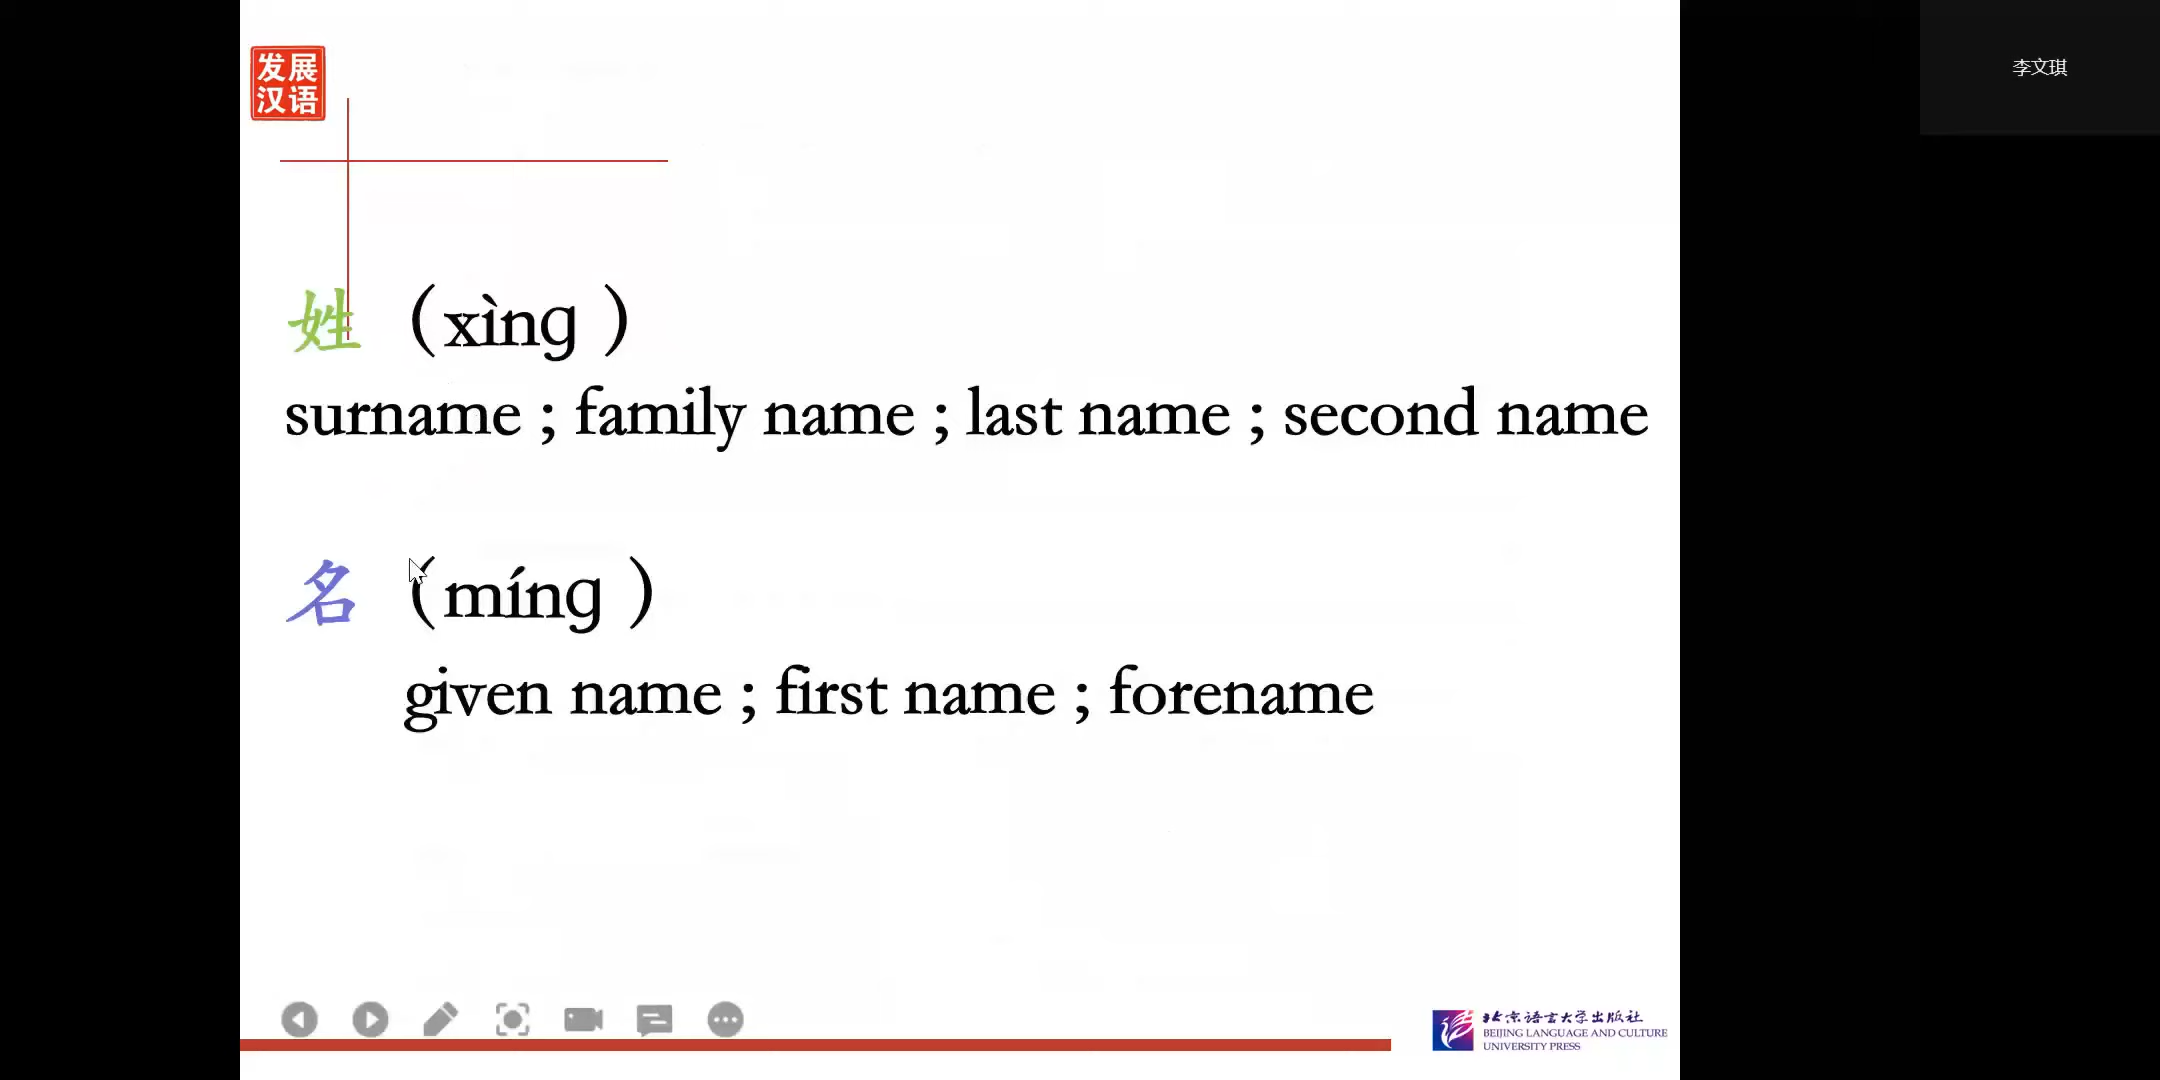 发展
汉语
李文琪
姓 （xìng ）
surname ; family name ; last name ; second name
名 （míng ）
given name ; first name ; forename
北京语言大学出版社
BEIJING LANGUAGE AND CULTURE
UNIVERSITY PRESS